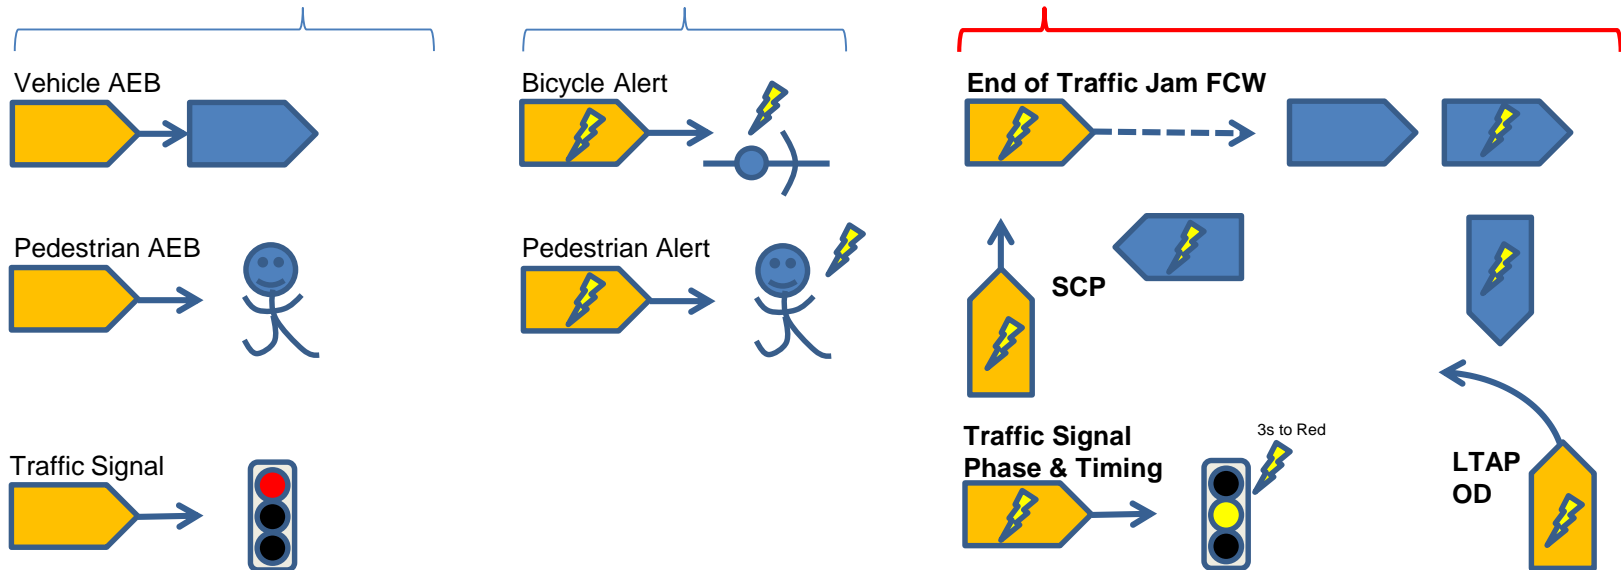 Vehicle AEB
Bicycle Alert
End of Traffic Jam FCW
Pedestrian AEB
Pedestrian Alert
SCP
Traffic Signal
Traffic Signal
Phase & Timing
3s to Red
LTAP
OD